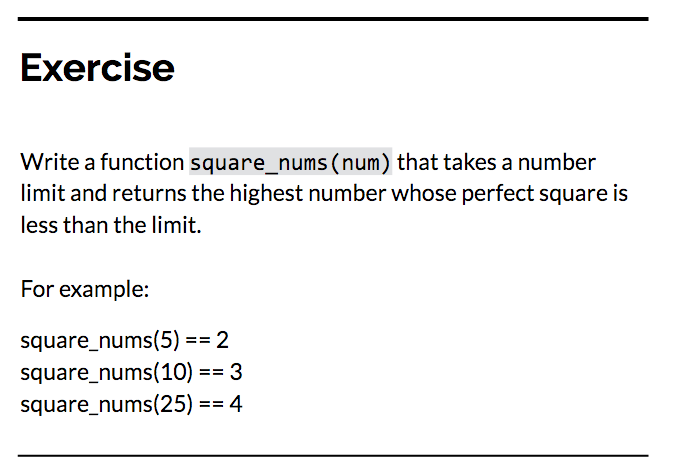 Exercise
Write a function square_nums(num) that takes a number
limit and returns the highest number whose perfect square is
less than the limit.
For example:
square_nums(5) == 2
square_nums(10) == 3
square_nums(25) == 4